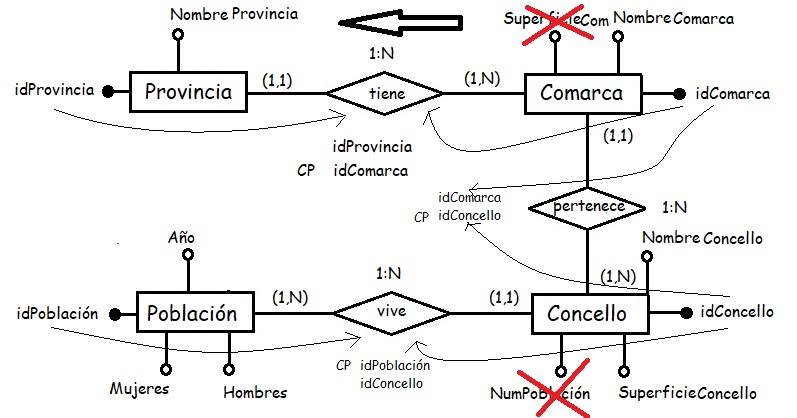 Nombre Provincia
SuperficieCom
Nombre Comarca
1:N
idProvincia
Provincia
(1,1)
tiene
(1,N)
Comarca
idComarca
(1,1)
idProvincia
CP idComarca
idComarca
CP idConcello
pertenece
1:N
Año
Nombre Concello
1:N
(1,N)
idPoblación
Población
(1,N)
vive
(1,1)
Concello
idConcello
CP idPoblación
idConcello
Mujeres
Hombres
NumPoblación
SuperficieConcello